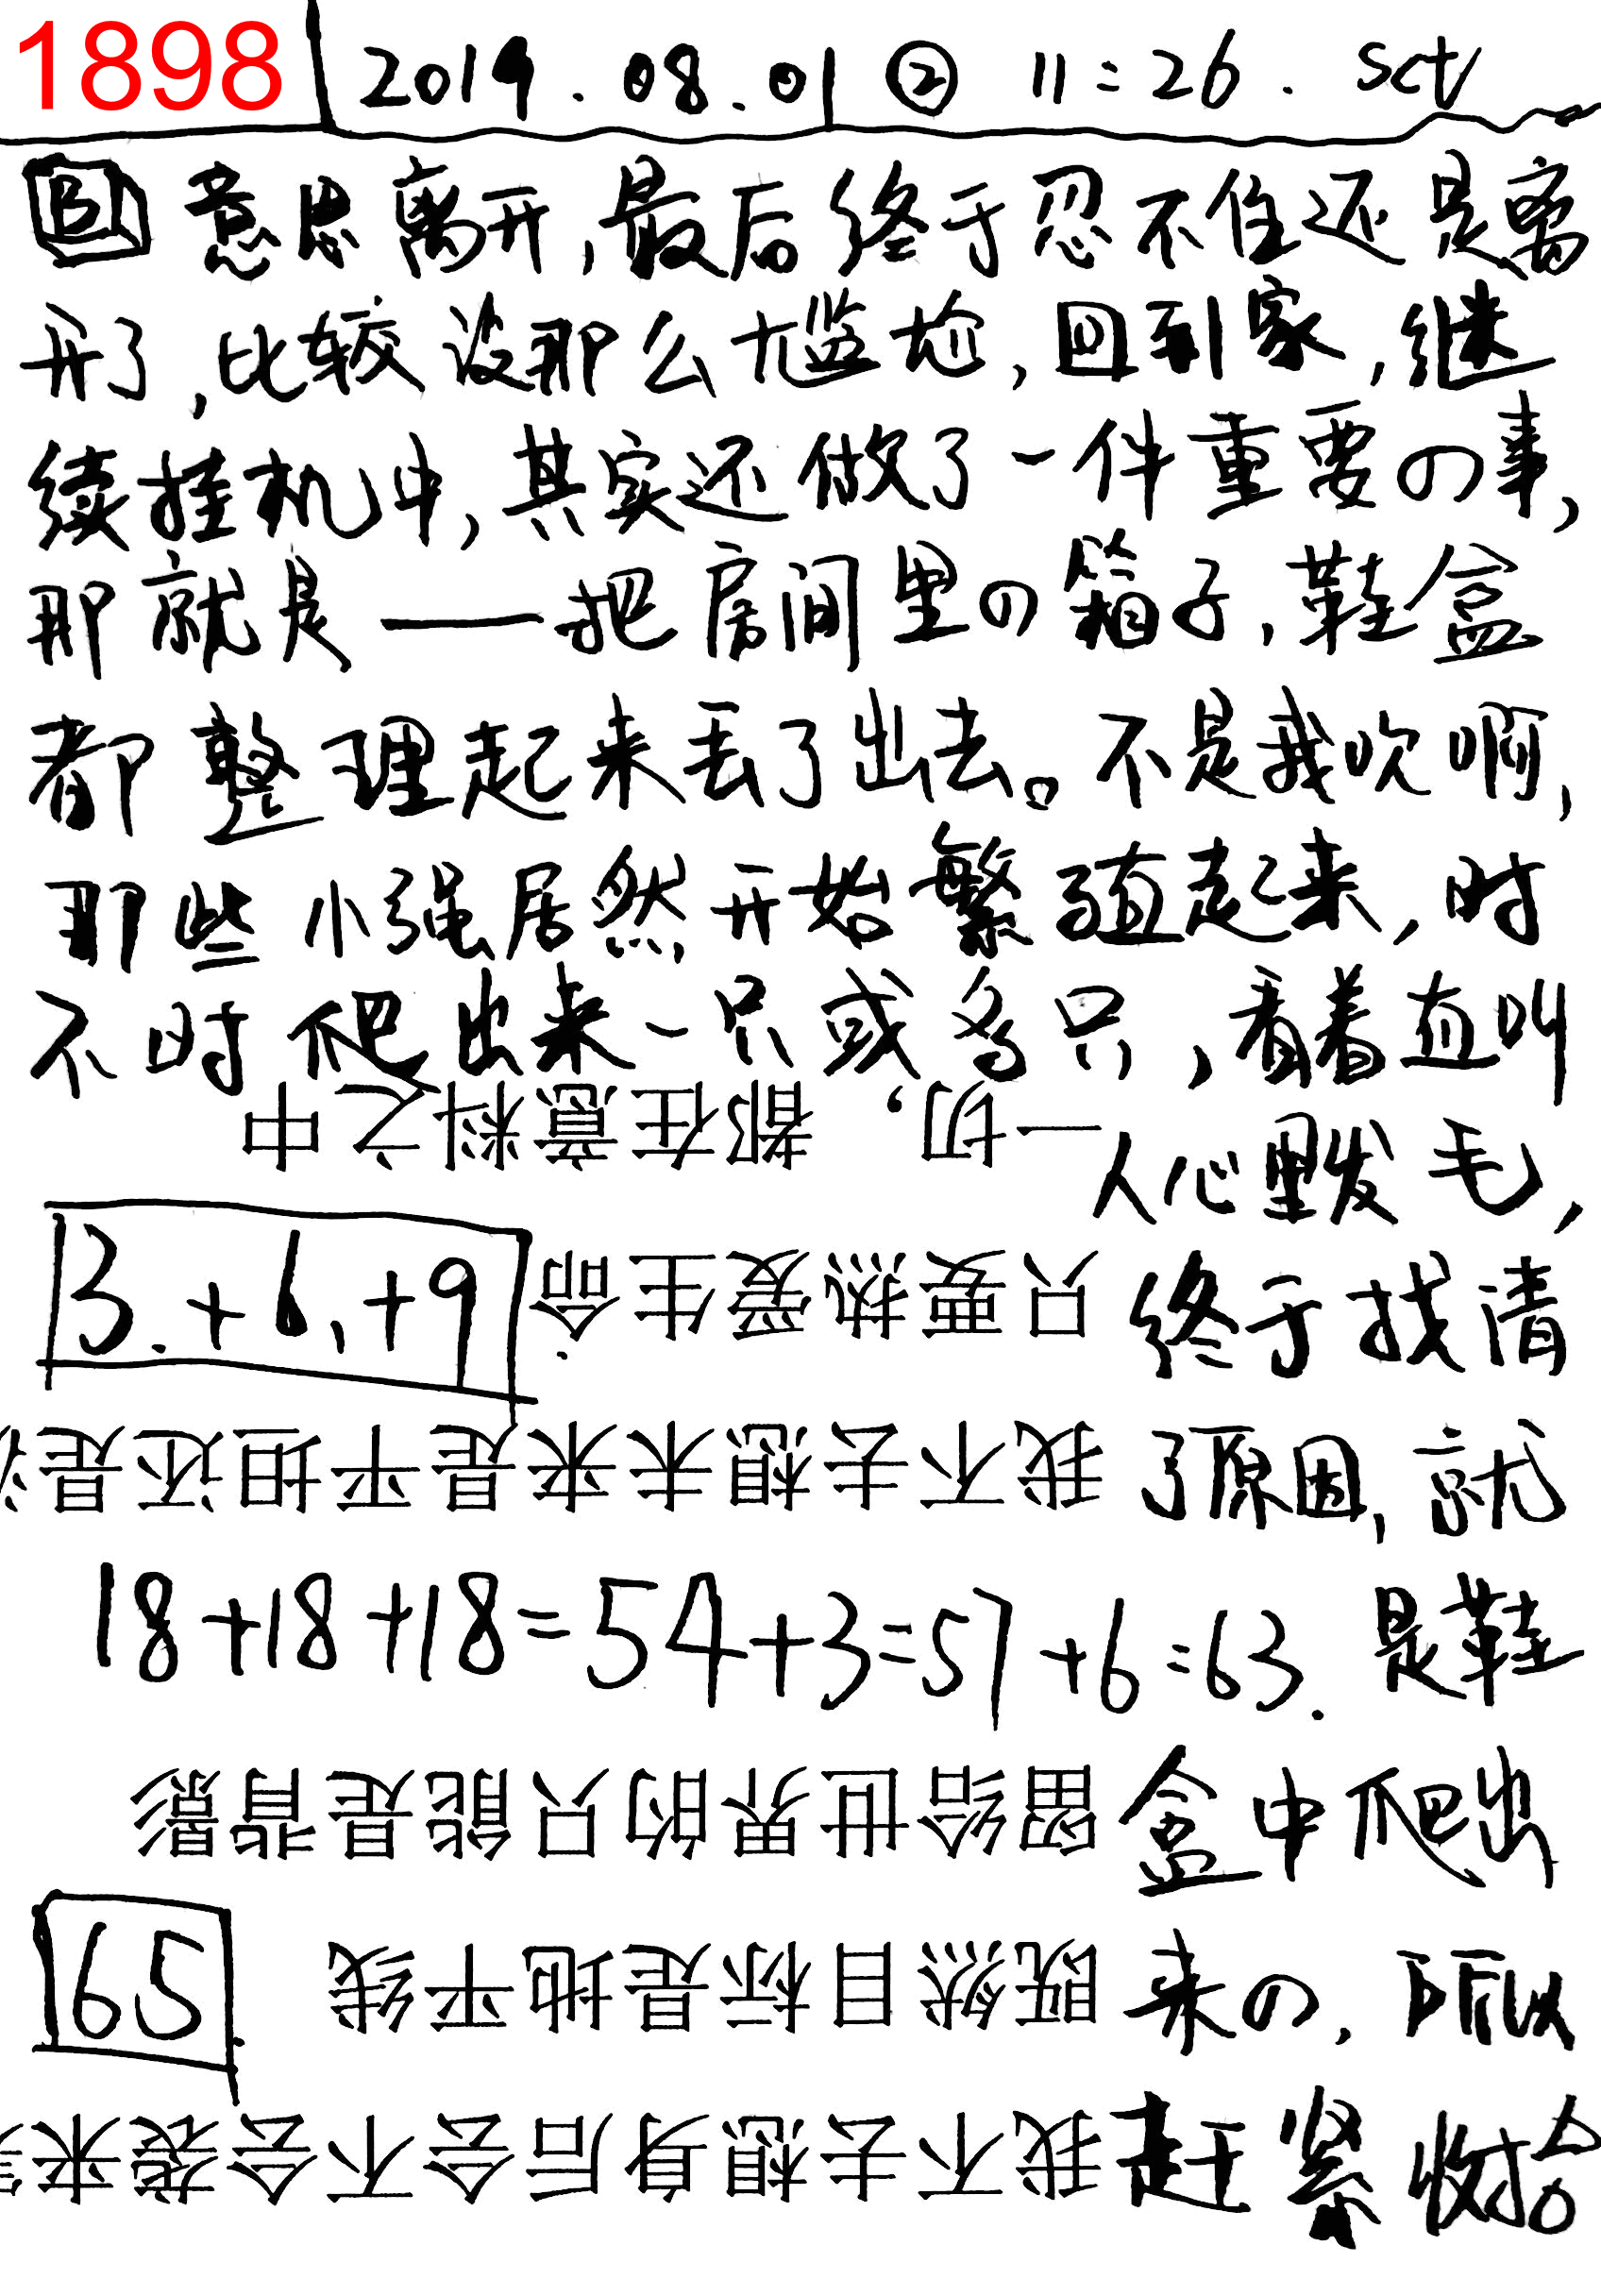 1898
2019.08.01 ② 11:26. Sct
B 意思离开,最后终于忍不住还是离
开了,比较没那么尴尬,回到家,继
续挂机中,其实还做了一件重要の事,
那就是——把房间里の箱子,鞋盒
都整理起来丢了出去。不是我吹啊,
那些小强居然开始繁殖起来,时
不时爬出来一只或多只,看着直叫
人心里发毛,
终于找清
了原因,就
是鞋
盒中爬出
来の,所以
赶紧收拾
3.+6,+9
18+18+18=54+3=57+6=63.
65
我不去想身后会不会袭来
既然目标是地平线
留给世界的只能是背影
我不去想未来是平坦还是
只要热爱生命
一切,都在意料之中